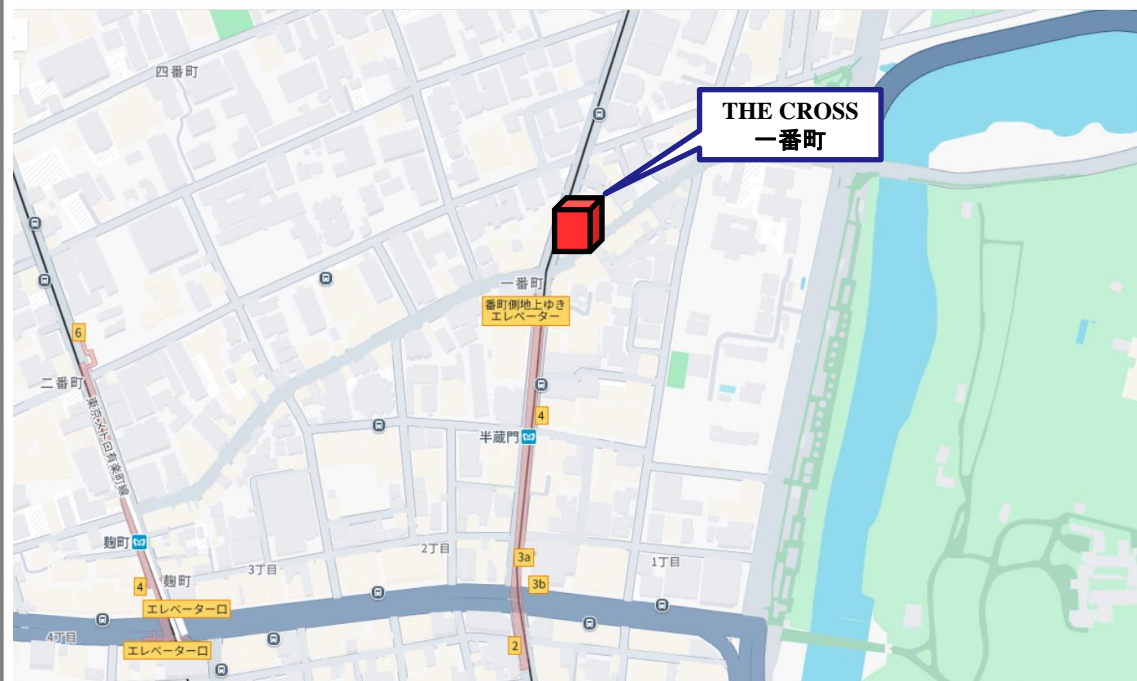 四番町
THE CROSS
一番町
一番町
番町側地上ゆき
エレベーター
6
二番町
東京メトロ有楽町線
4
半蔵門
麹町
2丁目
3a
1丁目
3丁目
4
麹町
3b
エレベーター口
4丁目
2
エレベーター口